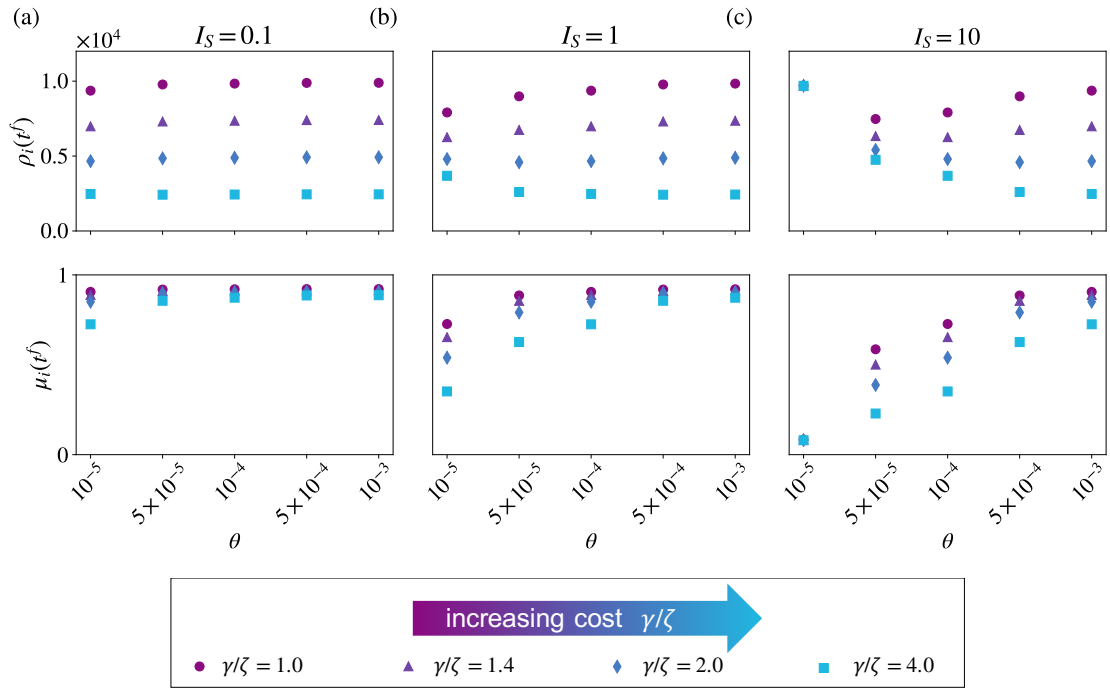 (a) (b) (c)
×10⁴ I_S = 0.1 I_S = 1 I_S = 10
1.0
0.5
0.0
ρ_i(t^f)
1
0
μ_i(t^f)
10⁻⁵ 5×10⁻⁵ 10⁻⁴ 5×10⁻⁴ 10⁻³ 10⁻⁵ 5×10⁻⁵ 10⁻⁴ 5×10⁻⁴ 10⁻³ 10⁻⁵ 5×10⁻⁵ 10⁻⁴ 5×10⁻⁴ 10⁻³
θ θ θ
increasing cost γ/ζ
γ/ζ = 1.0 γ/ζ = 1.4 γ/ζ = 2.0 γ/ζ = 4.0